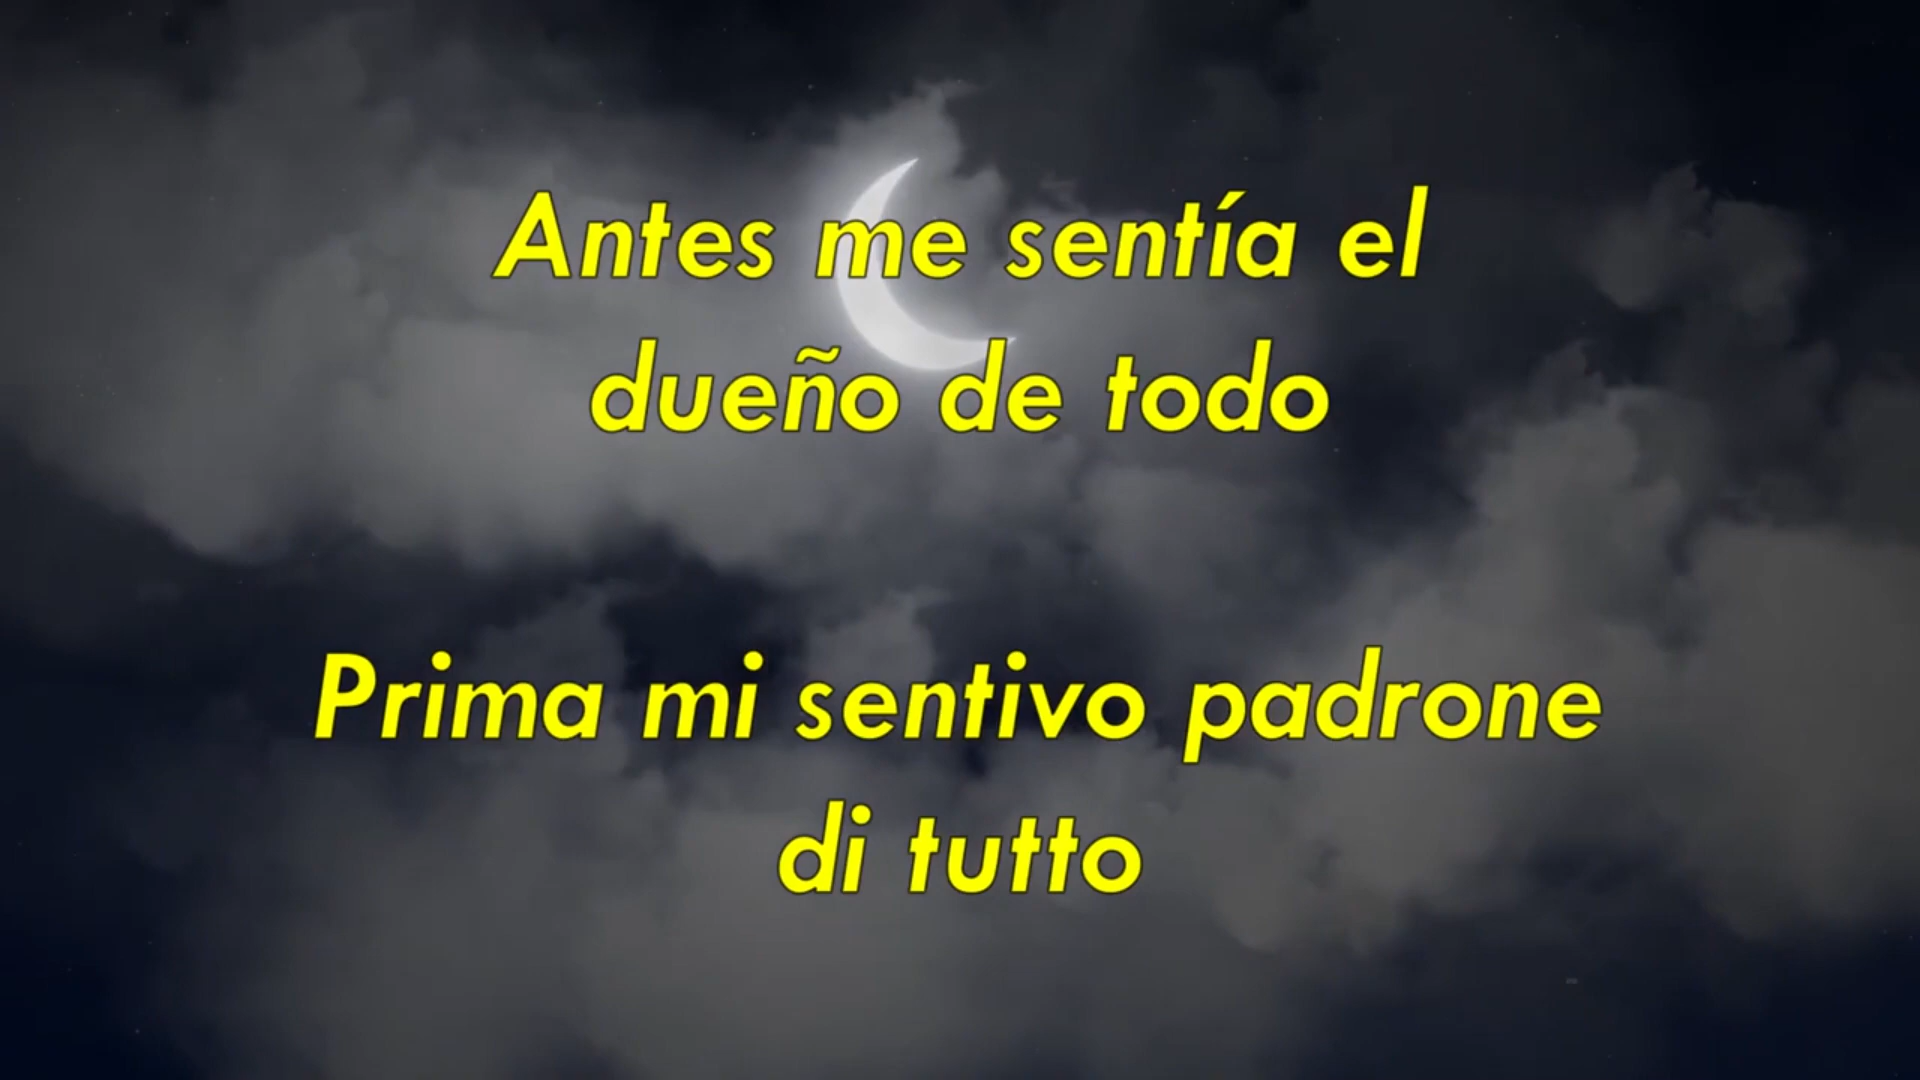 Antes me sentía el
dueño de todo
Prima mi sentivo padrone
di tutto